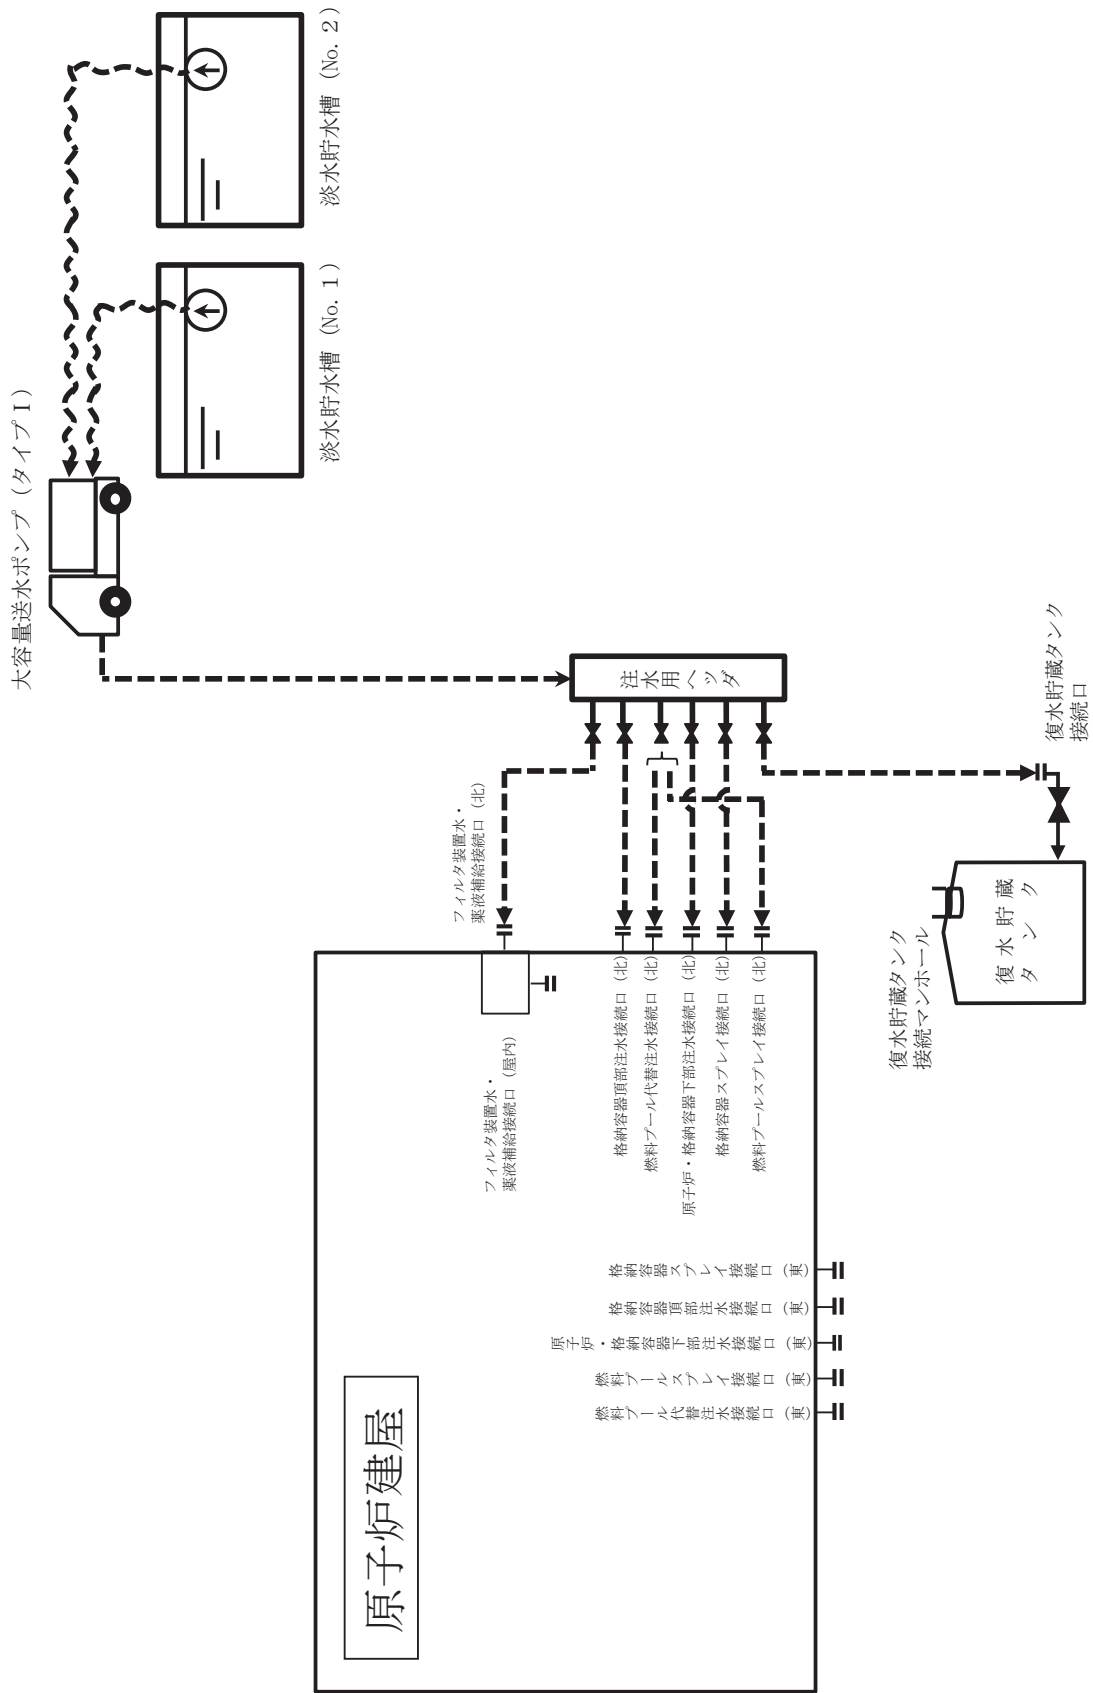 大容量送水ポンプ（タイプⅠ）
淡水貯水槽（No. 2）
淡水貯水槽（No. 1）
注水用ヘッダ
復水貯蔵タンク
接続口
復水貯蔵
タンク
復水貯蔵タンク
接続マンホール
フィルタ装置水・
薬液補給接続口（北）
フィルタ装置水・
薬液補給接続口（屋内）
格納容器頂部注水接続口（北）
燃料プール代替注水接続口（北）
原子炉・格納容器下部注水接続口（北）
格納容器スプレイ接続口（北）
燃料プールスプレイ接続口（北）
格納容器スプレイ接続口（東）
格納容器頂部注水接続口（東）
原子炉・格納容器下部注水接続口（東）
燃料プールスプレイ接続口（東）
燃料プール代替注水接続口（東）
原子炉建屋